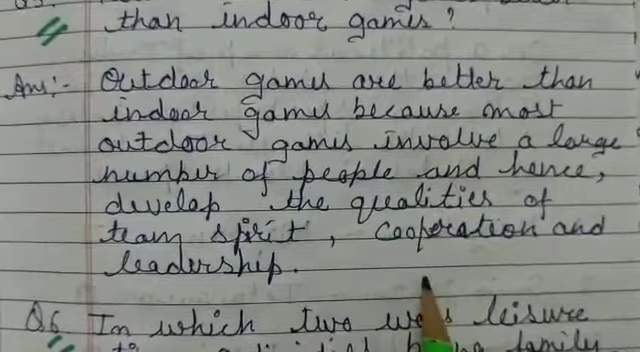 than indoor games?
Ans:- Outdoor games are better than
indoor games because most
outdoor games involve a large
number of people and hence,
develop the qualities of
team spirit, cooperation and
leadership.
Q6 In which two leisure
family